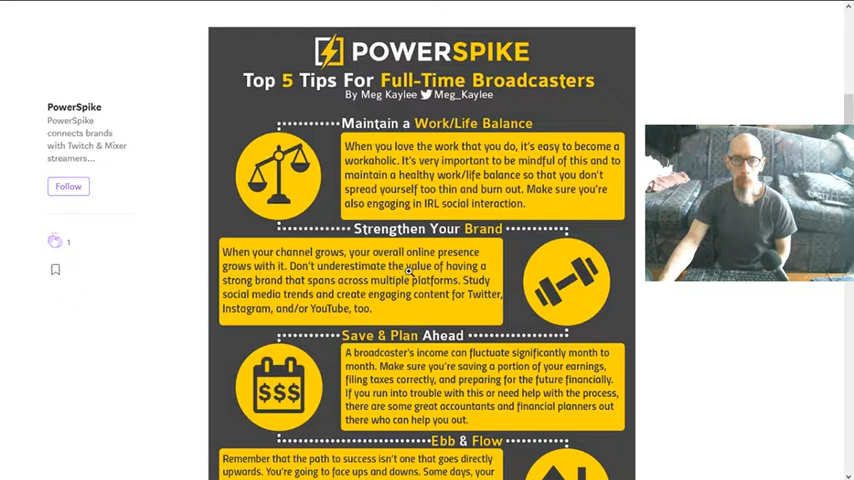 POWERSPIKE
Top 5 Tips For Full-Time Broadcasters
By Meg Kaylee Meg_Kaylee
PowerSpike
PowerSpike
connects brands
with Twitch & Mixer
streamers...
Follow
1
Maintain a Work/Life Balance
When you love the work that you do, it's easy to become a
workaholic. It's very important to be mindful of this and to
maintain a healthy work/life balance so that you don't
spread yourself too thin and burn out. Make sure you're
also engaging in IRL social interaction.
Strengthen Your Brand
When your channel grows, your overall online presence
grows with it. Don't underestimate the value of having a
strong brand that spans across multiple platforms. Study
social media trends and create engaging content for Twitter,
Instagram, and/or YouTube, too.
Save & Plan Ahead
$$$
A broadcaster's income can fluctuate significantly month to
month. Make sure you're saving a portion of your earnings,
filing taxes correctly, and preparing for the future financially.
If you run into trouble with this or need help with the process,
there are some great accountants and financial planners out
there who can help you out.
Ebb & Flow
Remember that the path to success isn't one that goes directly
upwards. You're going to face ups and downs. Some days, your